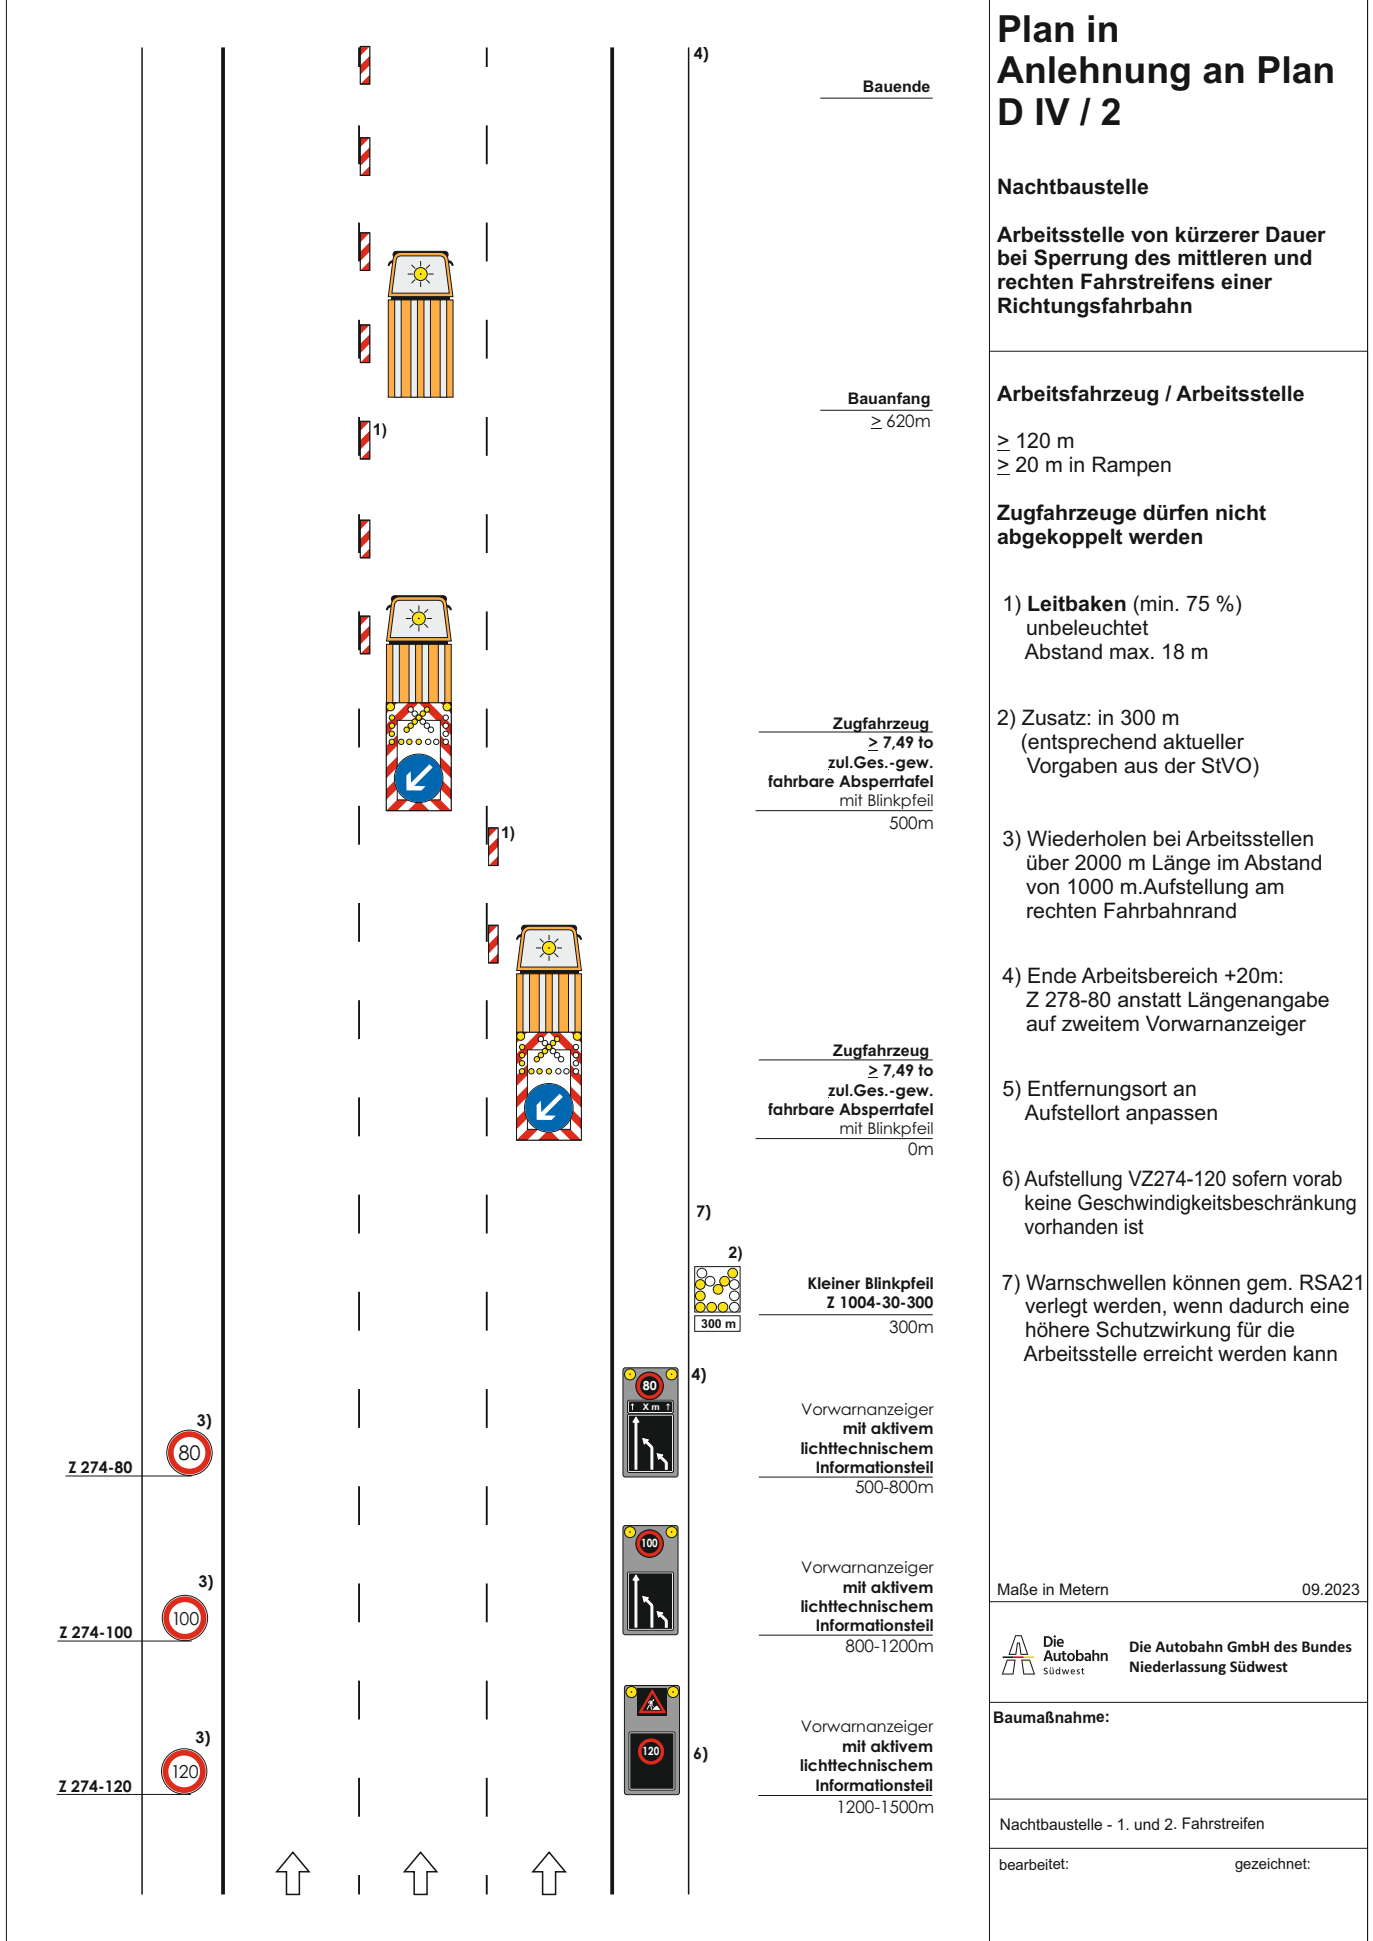 Plan in
Anlehnung an Plan
D IV / 2
Nachtbaustelle
Arbeitsstelle von kürzerer Dauer
bei Sperrung des mittleren und
rechten Fahrstreifens einer
Richtungsfahrbahn
Arbeitsfahrzeug / Arbeitsstelle
≥ 120 m
≥ 20 m in Rampen
Zugfahrzeuge dürfen nicht
abgekoppelt werden
1) Leitbaken (min. 75 %)
unbeleuchtet
Abstand max. 18 m
2) Zusatz: in 300 m
(entsprechend aktueller
Vorgaben aus der StVO)
3) Wiederholen bei Arbeitsstellen
über 2000 m Länge im Abstand
von 1000 m.Aufstellung am
rechten Fahrbahnrand
4) Ende Arbeitsbereich +20m:
Z 278-80 anstatt Längenangabe
auf zweitem Vorwarnanzeiger
5) Entfernungsort an
Aufstellort anpassen
6) Aufstellung VZ274-120 sofern vorab
keine Geschwindigkeitsbeschränkung
vorhanden ist
7) Warnschwellen können gem. RSA21
verlegt werden, wenn dadurch eine
höhere Schutzwirkung für die
Arbeitsstelle erreicht werden kann
Maße in Metern 09.2023
Die
Autobahn
Südwest
Die Autobahn GmbH des Bundes
Niederlassung Südwest
Baumaßnahme:
Nachtbaustelle - 1. und 2. Fahrstreifen
bearbeitet: gezeichnet:
4)
Bauende
Bauanfang
≥ 620m
1)
Zugfahrzeug
≥ 7,49 to
zul.Ges.-gew.
fahrbare Absperrtafel
mit Blinkpfeil
500m
1)
Zugfahrzeug
≥ 7,49 to
zul.Ges.-gew.
fahrbare Absperrtafel
mit Blinkpfeil
0m
7)
2)
300 m
Kleiner Blinkpfeil
Z 1004-30-300
300m
4)
80
↑ X m ↑
Vorwarnanzeiger
mit aktivem
lichttechnischem
Informationsteil
500-800m
3)
80
Z 274-80
100
Vorwarnanzeiger
mit aktivem
lichttechnischem
Informationsteil
800-1200m
3)
100
Z 274-100
120
6)
Vorwarnanzeiger
mit aktivem
lichttechnischem
Informationsteil
1200-1500m
3)
120
Z 274-120